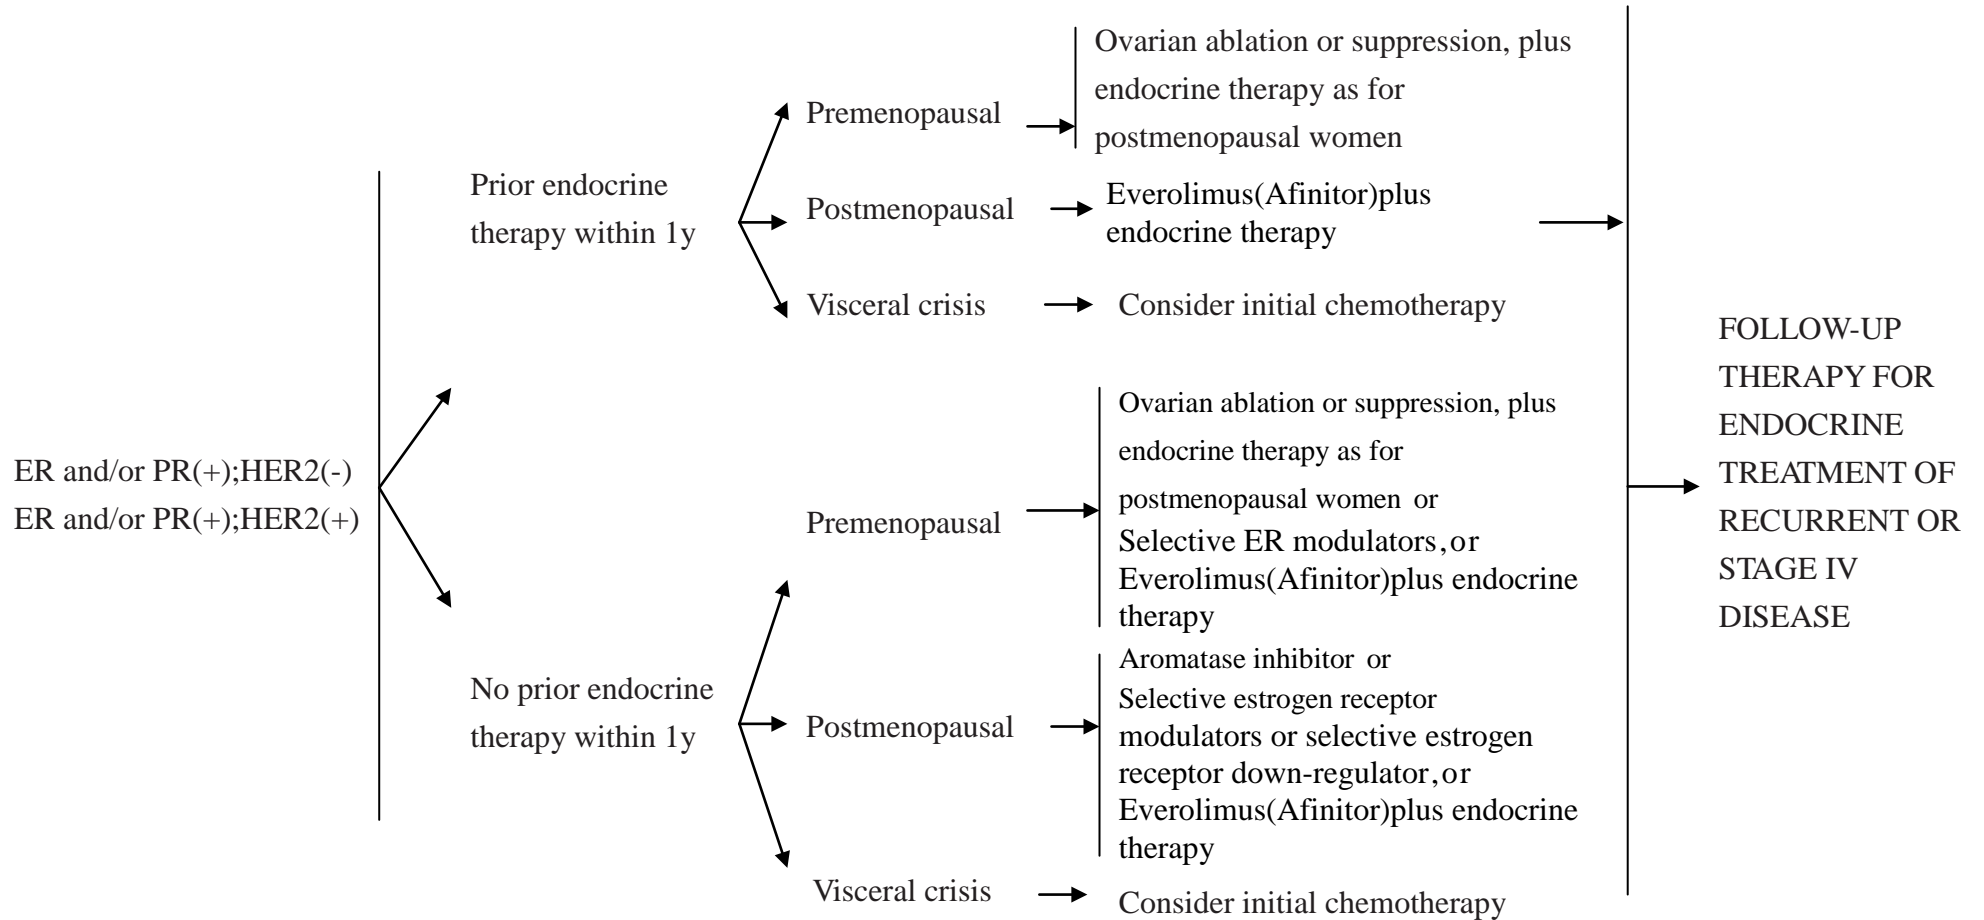 ER and/or PR(+);HER2(-)
ER and/or PR(+);HER2(+)
Prior endocrine
therapy within 1y
Premenopausal
Ovarian ablation or suppression, plus
endocrine therapy as for
postmenopausal women
Postmenopausal
Everolimus(Afinitor)plus
endocrine therapy
Visceral crisis
Consider initial chemotherapy
No prior endocrine
therapy within 1y
Premenopausal
Ovarian ablation or suppression, plus
endocrine therapy as for
postmenopausal women or
Selective ER modulators,or
Everolimus(Afinitor)plus endocrine
therapy
Postmenopausal
Aromatase inhibitor or
Selective estrogen receptor
modulators or selective estrogen
receptor down-regulator,or
Everolimus(Afinitor)plus endocrine
therapy
Visceral crisis
Consider initial chemotherapy
FOLLOW-UP
THERAPY FOR
ENDOCRINE
TREATMENT OF
RECURRENT OR
STAGE IV
DISEASE